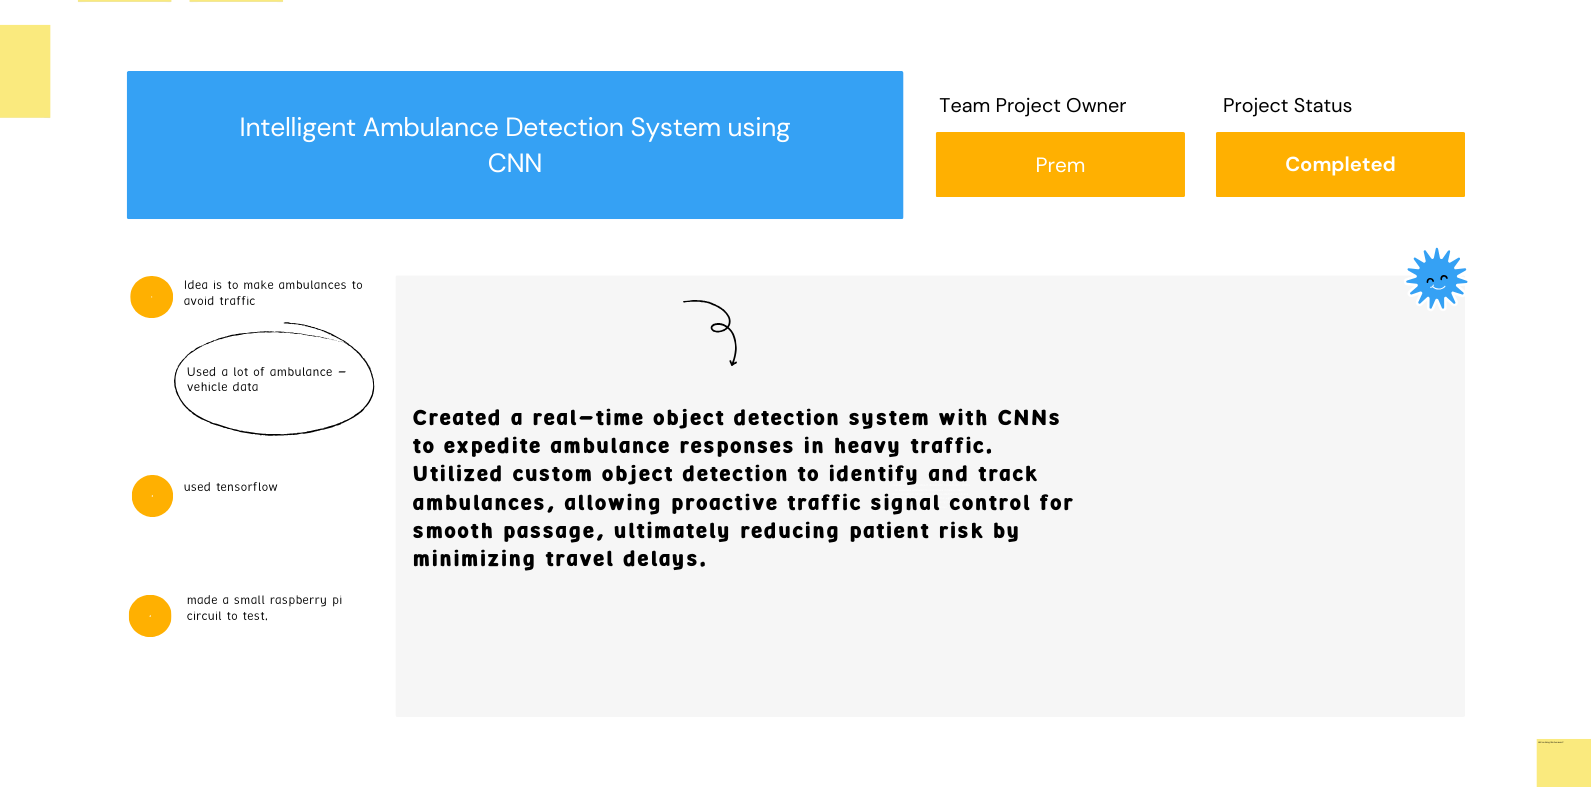 Intelligent Ambulance Detection System using
CNN
Team Project Owner
Prem
Project Status
Completed
Idea is to make ambulances to
avoid traffic
Used a lot of ambulance -
vehicle data
used tensorflow
made a small raspberry pi
circuil to test.
Created a real-time object detection system with CNNs
to expedite ambulance responses in heavy traffic.
Utilized custom object detection to identify and track
ambulances, allowing proactive traffic signal control for
smooth passage, ultimately reducing patient risk by
minimizing travel delays.